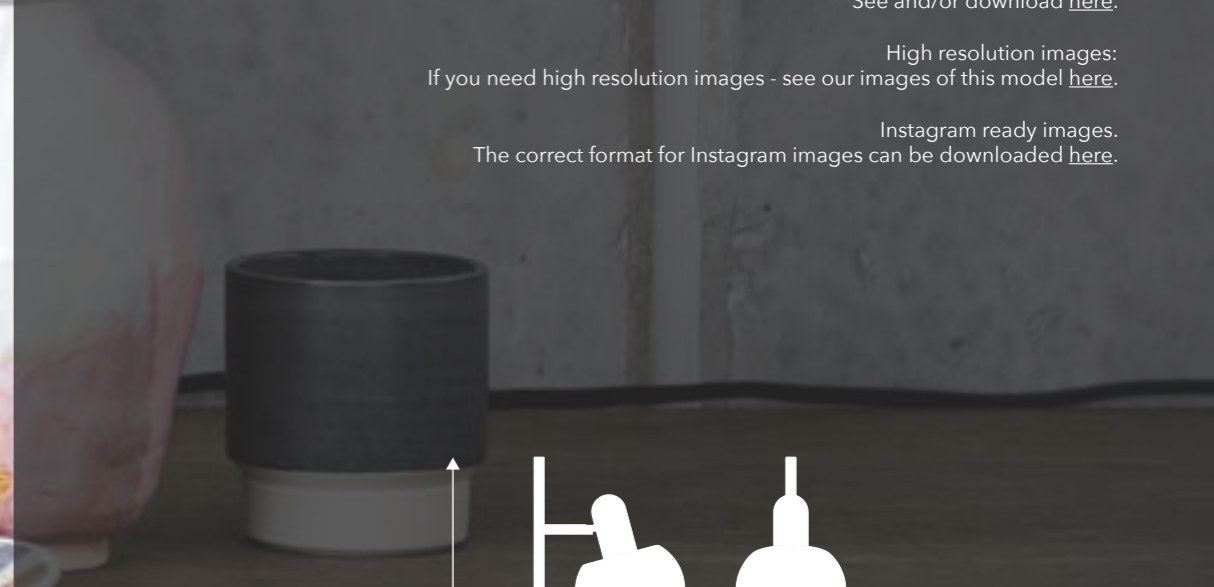 See and/or download here.
High resolution images:
If you need high resolution images - see our images of this model here.
Instagram ready images.
The correct format for Instagram images can be downloaded here.